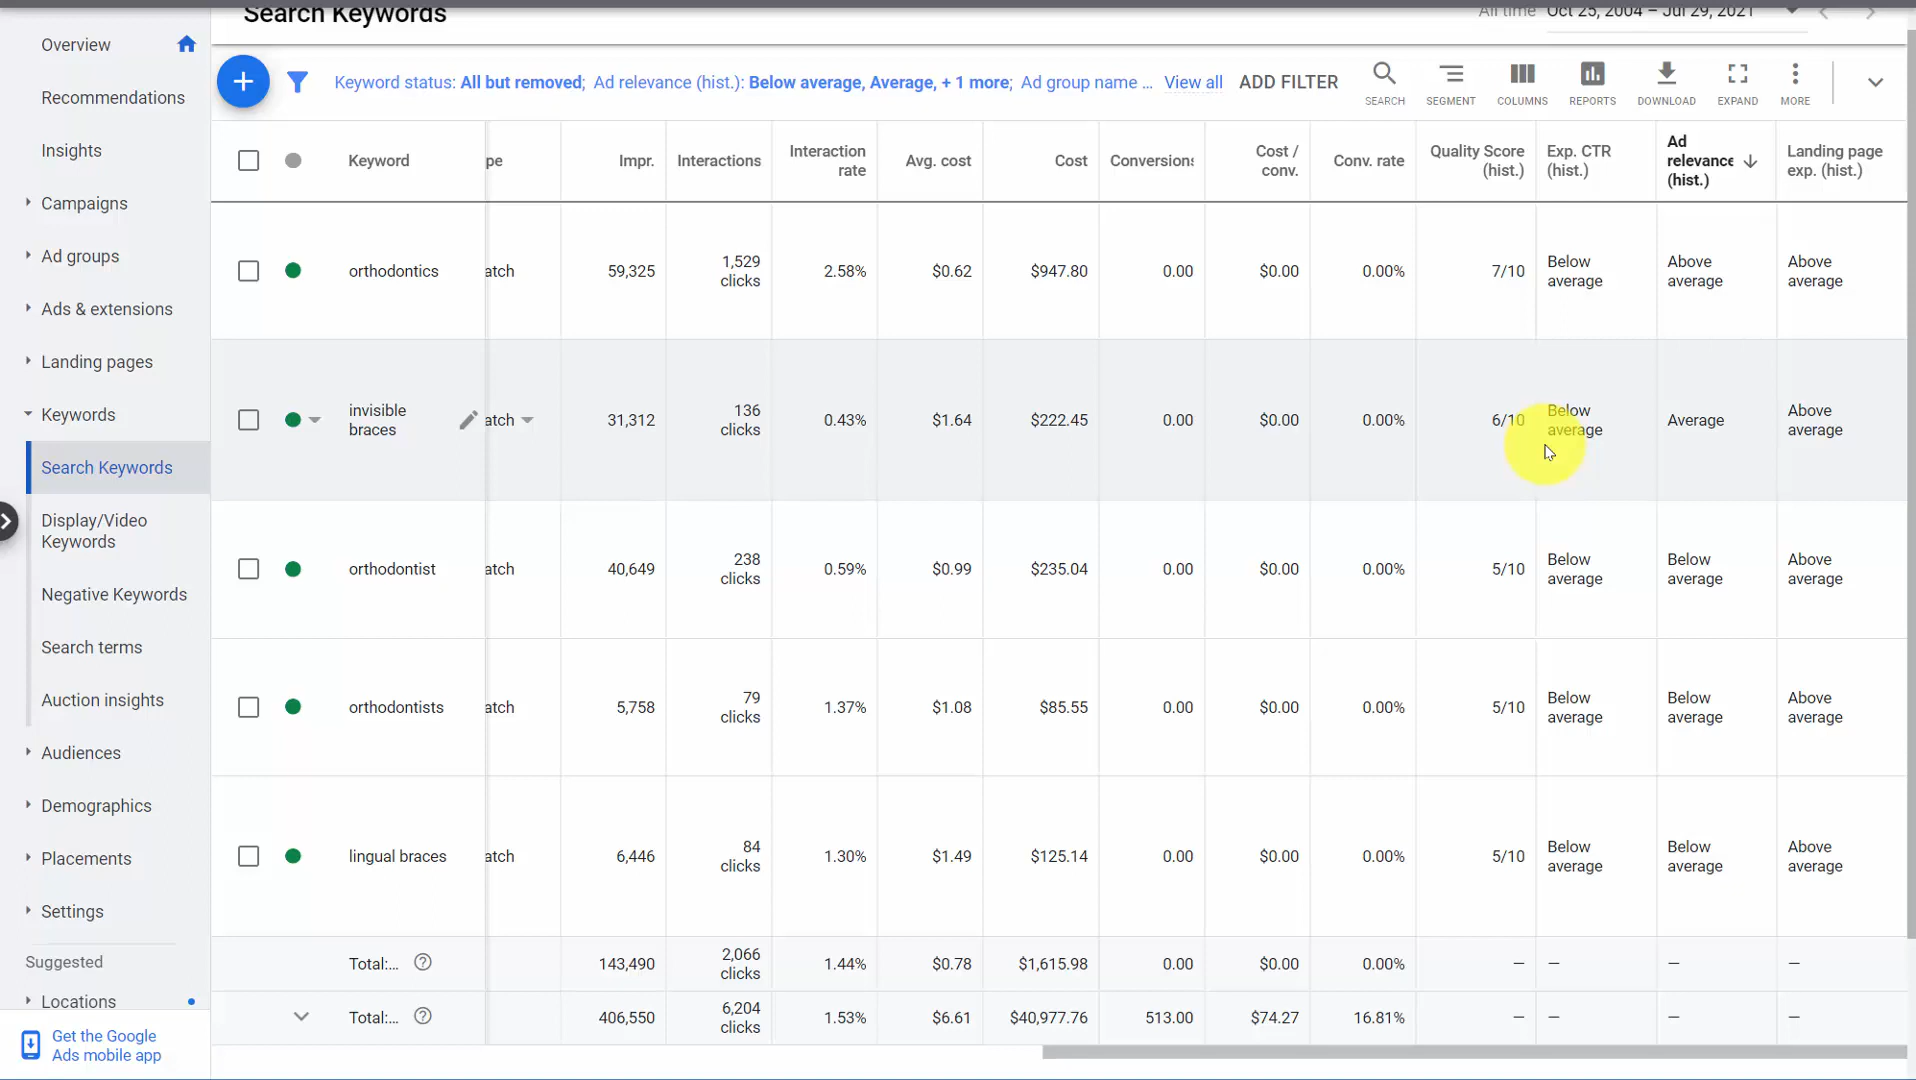 Search Keywords
All time Oct 25, 2004 – Jul 29, 2021
Overview
Recommendations
Insights
Campaigns
Ad groups
Ads & extensions
Landing pages
Keywords
Search Keywords
Display/Video
Keywords
Negative Keywords
Search terms
Auction insights
Audiences
Demographics
Placements
Settings
Suggested
Locations
Get the Google
Ads mobile app
Keyword status: All but removed; Ad relevance (hist.): Below average, Average, + 1 more; Ad group name ... View all ADD FILTER
SEARCH SEGMENT COLUMNS REPORTS DOWNLOAD EXPAND MORE
Keyword pe Impr. Interactions Interaction rate Avg. cost Cost Conversions Cost / conv. Conv. rate Quality Score (hist.) Exp. CTR (hist.) Ad relevance (hist.) Landing page exp. (hist.)
orthodontics atch 59,325 1,529 clicks 2.58% $0.62 $947.80 0.00 $0.00 0.00% 7/10 Below average Above average Above average
invisible braces atch 31,312 136 clicks 0.43% $1.64 $222.45 0.00 $0.00 0.00% 6/10 Below average Average Above average
orthodontist atch 40,649 238 clicks 0.59% $0.99 $235.04 0.00 $0.00 0.00% 5/10 Below average Below average Above average
orthodontists atch 5,758 79 clicks 1.37% $1.08 $85.55 0.00 $0.00 0.00% 5/10 Below average Below average Above average
lingual braces atch 6,446 84 clicks 1.30% $1.49 $125.14 0.00 $0.00 0.00% 5/10 Below average Below average Above average
Total:... 143,490 2,066 clicks 1.44% $0.78 $1,615.98 0.00 $0.00 0.00% – – – –
Total:... 406,550 6,204 clicks 1.53% $6.61 $40,977.76 513.00 $74.27 16.81% – – – –